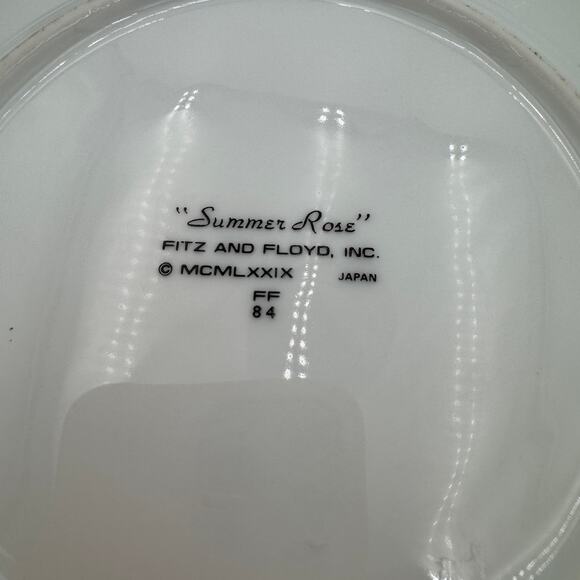 "Summer Rose"
FITZ AND FLOYD, INC.
© MCMLXXIX JAPAN
FF
84